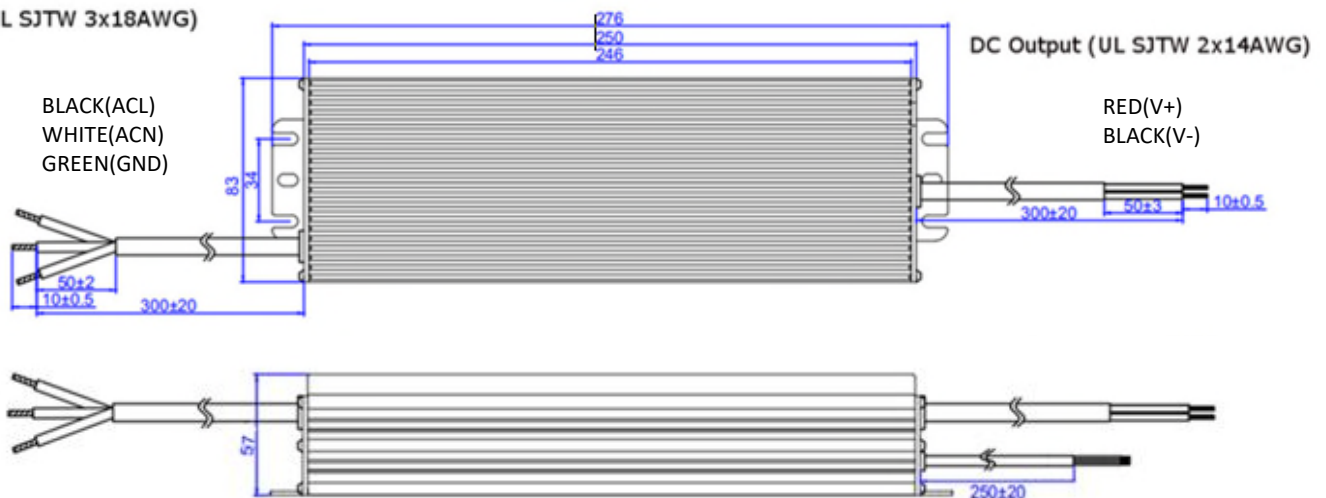 L SJTW 3x18AWG)
276
250
246
DC Output (UL SJTW 2x14AWG)
BLACK(ACL)
WHITE(ACN)
GREEN(GND)
RED(V+)
BLACK(V-)
83
34
300±20
50±3
10±0.5
50±2
10±0.5
300±20
57
250±20